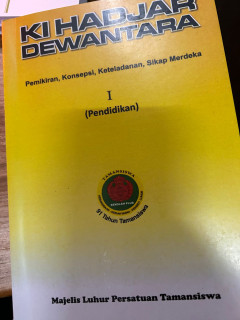 KI HADJAR
DEWANTARA
Pemikiran, Konsepsi, Keteladanan, Sikap Merdeka
I
(Pendidikan)
TAMANSISWA
91 Tahun Tamansiswa
Majelis Luhur Persatuan Tamansiswa